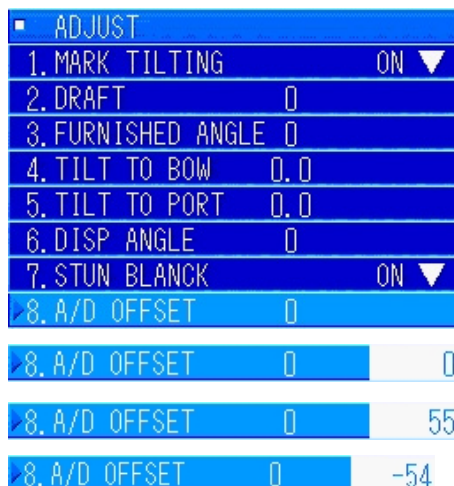 ADJUST
1. MARK TILTING ON ▼
2. DRAFT 0
3. FURNISHED ANGLE 0
4. TILT TO BOW 0.0
5. TILT TO PORT 0.0
6. DISP ANGLE 0
7. STUN BLANCK ON ▼
8. A/D OFFSET 0
8. A/D OFFSET 0 0
8. A/D OFFSET 0 55
8. A/D OFFSET 0 -54